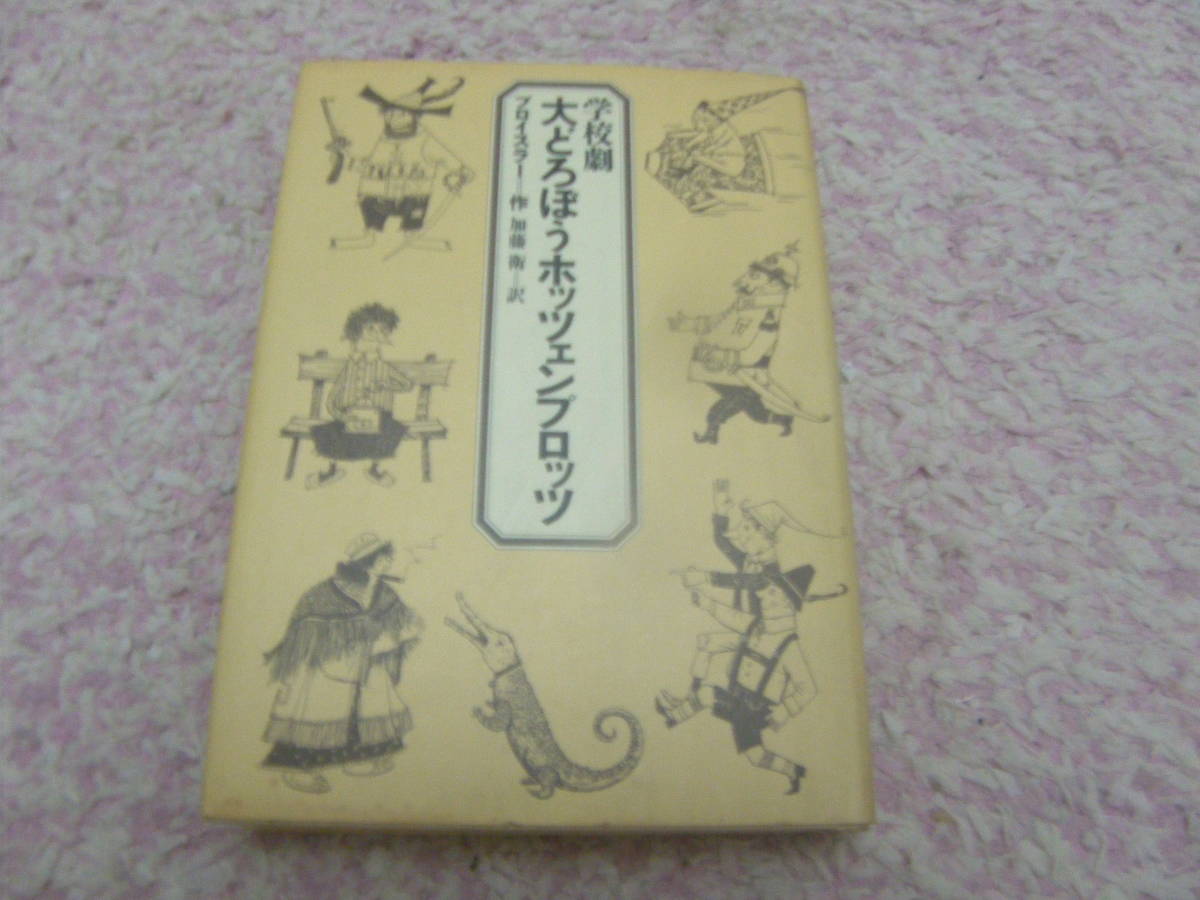 学校劇
大どろぼうホッツェンプロッツ
プロイスラー―作 加藤 衛―訳